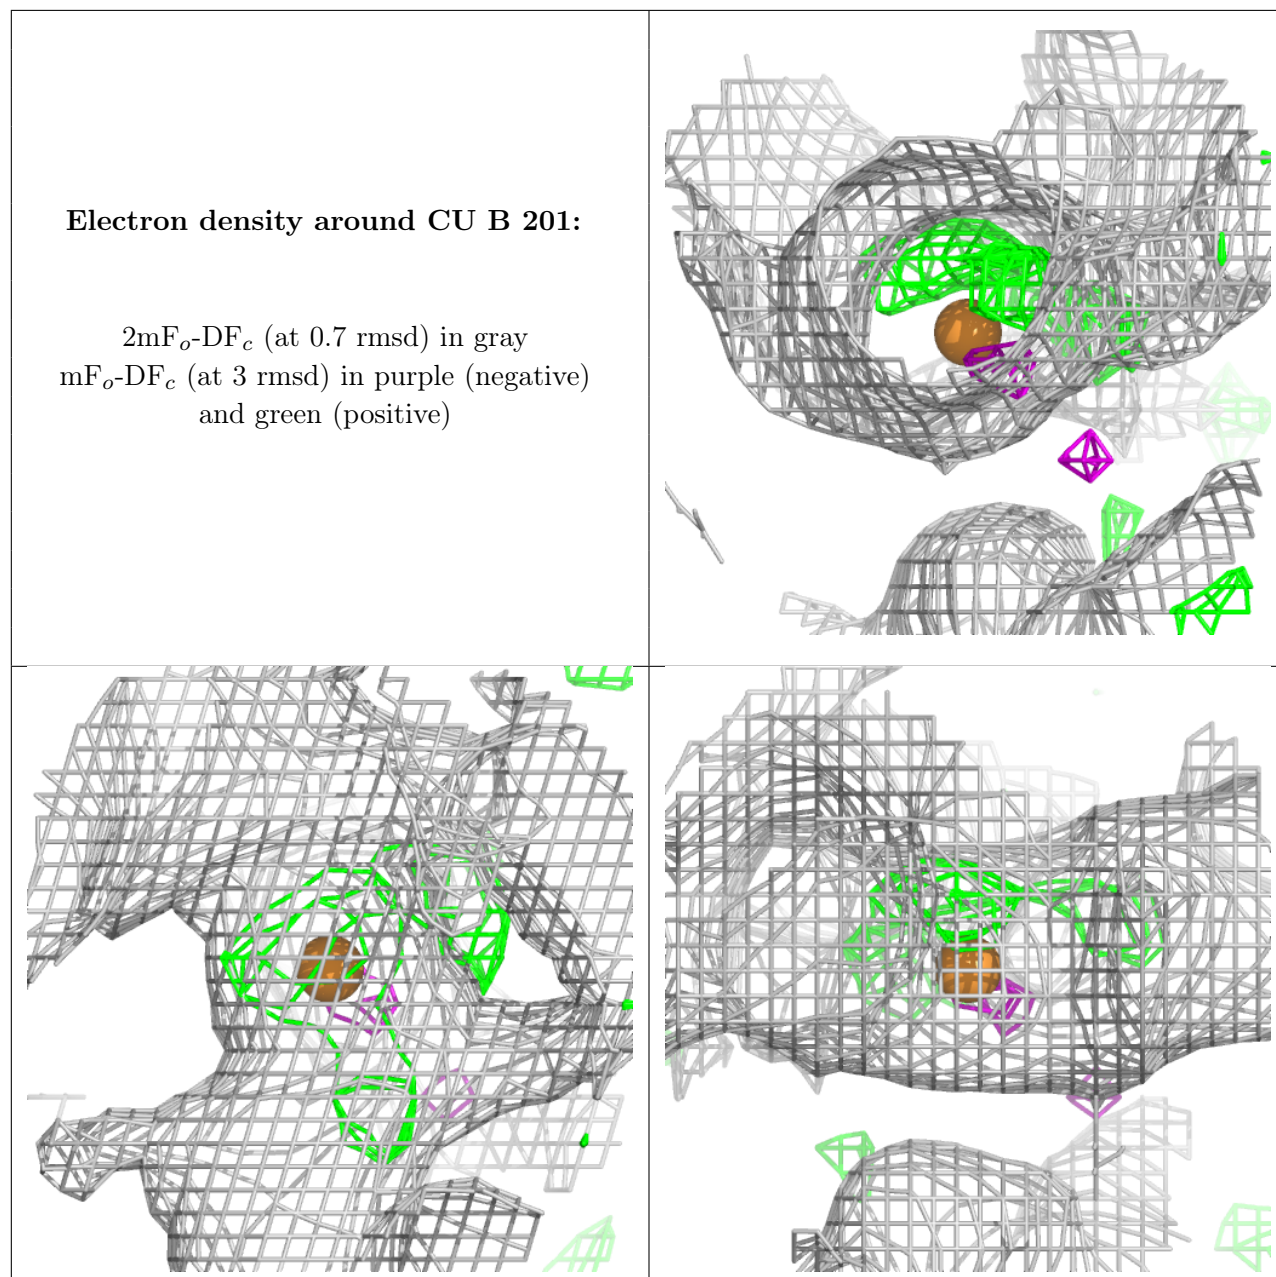 Electron density around CU B 201:
2mFo-DFc (at 0.7 rmsd) in gray
mFo-DFc (at 3 rmsd) in purple (negative)
and green (positive)